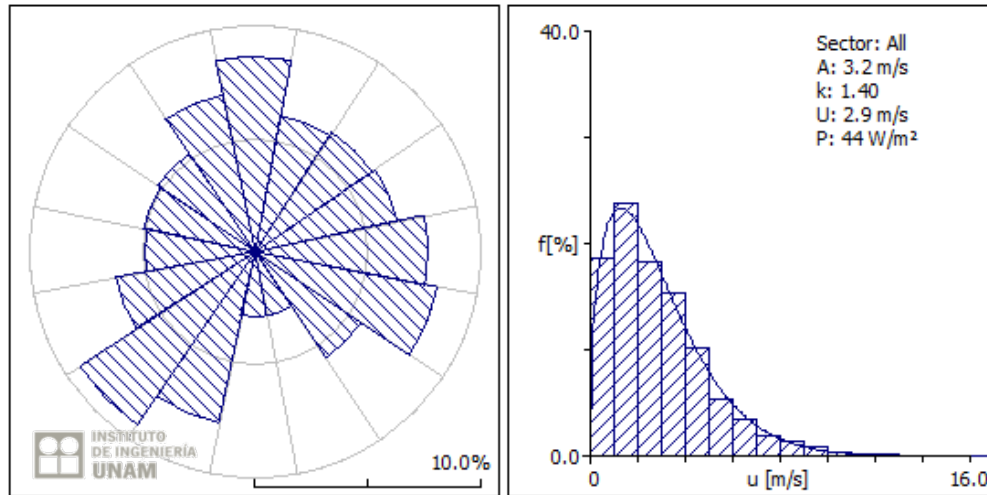 INSTITUTO
DE INGENIERÍA
UNAM
10.0%
40.0
f[%]
0.0
0
u [m/s]
16.0
Sector: All
A: 3.2 m/s
k: 1.40
U: 2.9 m/s
P: 44 W/m²